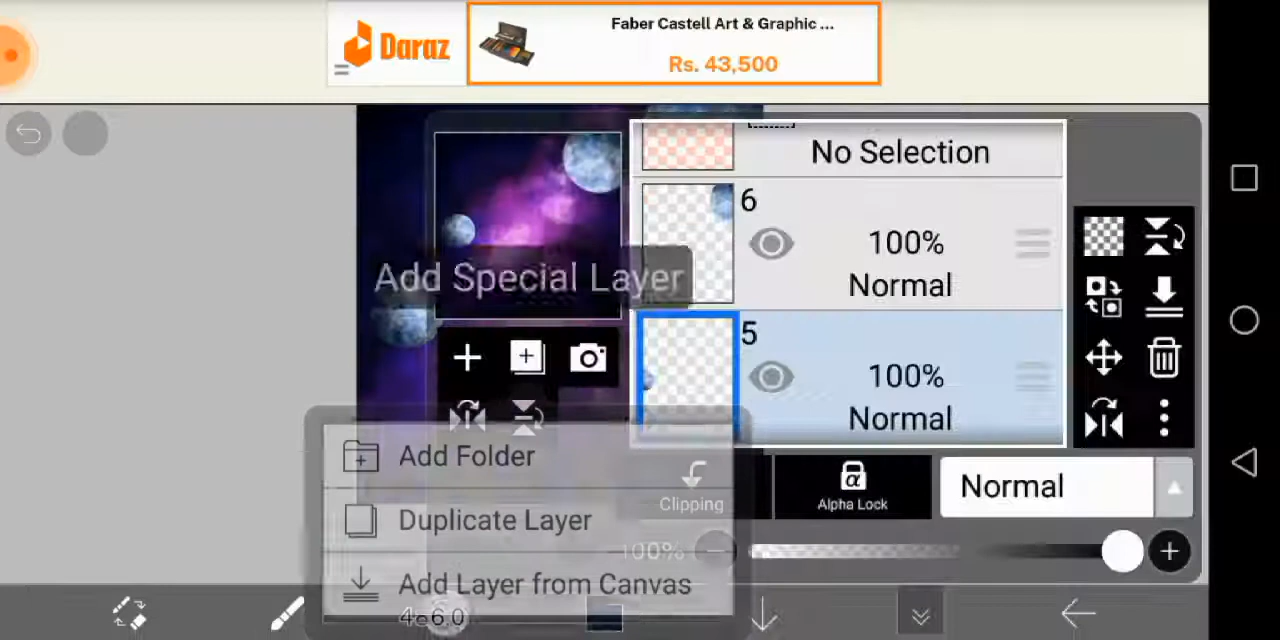 Daraz
Faber Castell Art & Graphic ...
Rs. 43,500
No Selection
6
100%
Normal
Add Special Layer
5
100%
Normal
Add Folder
Duplicate Layer
Add Layer from Canvas
Clipping
α
Alpha Lock
Normal
100%